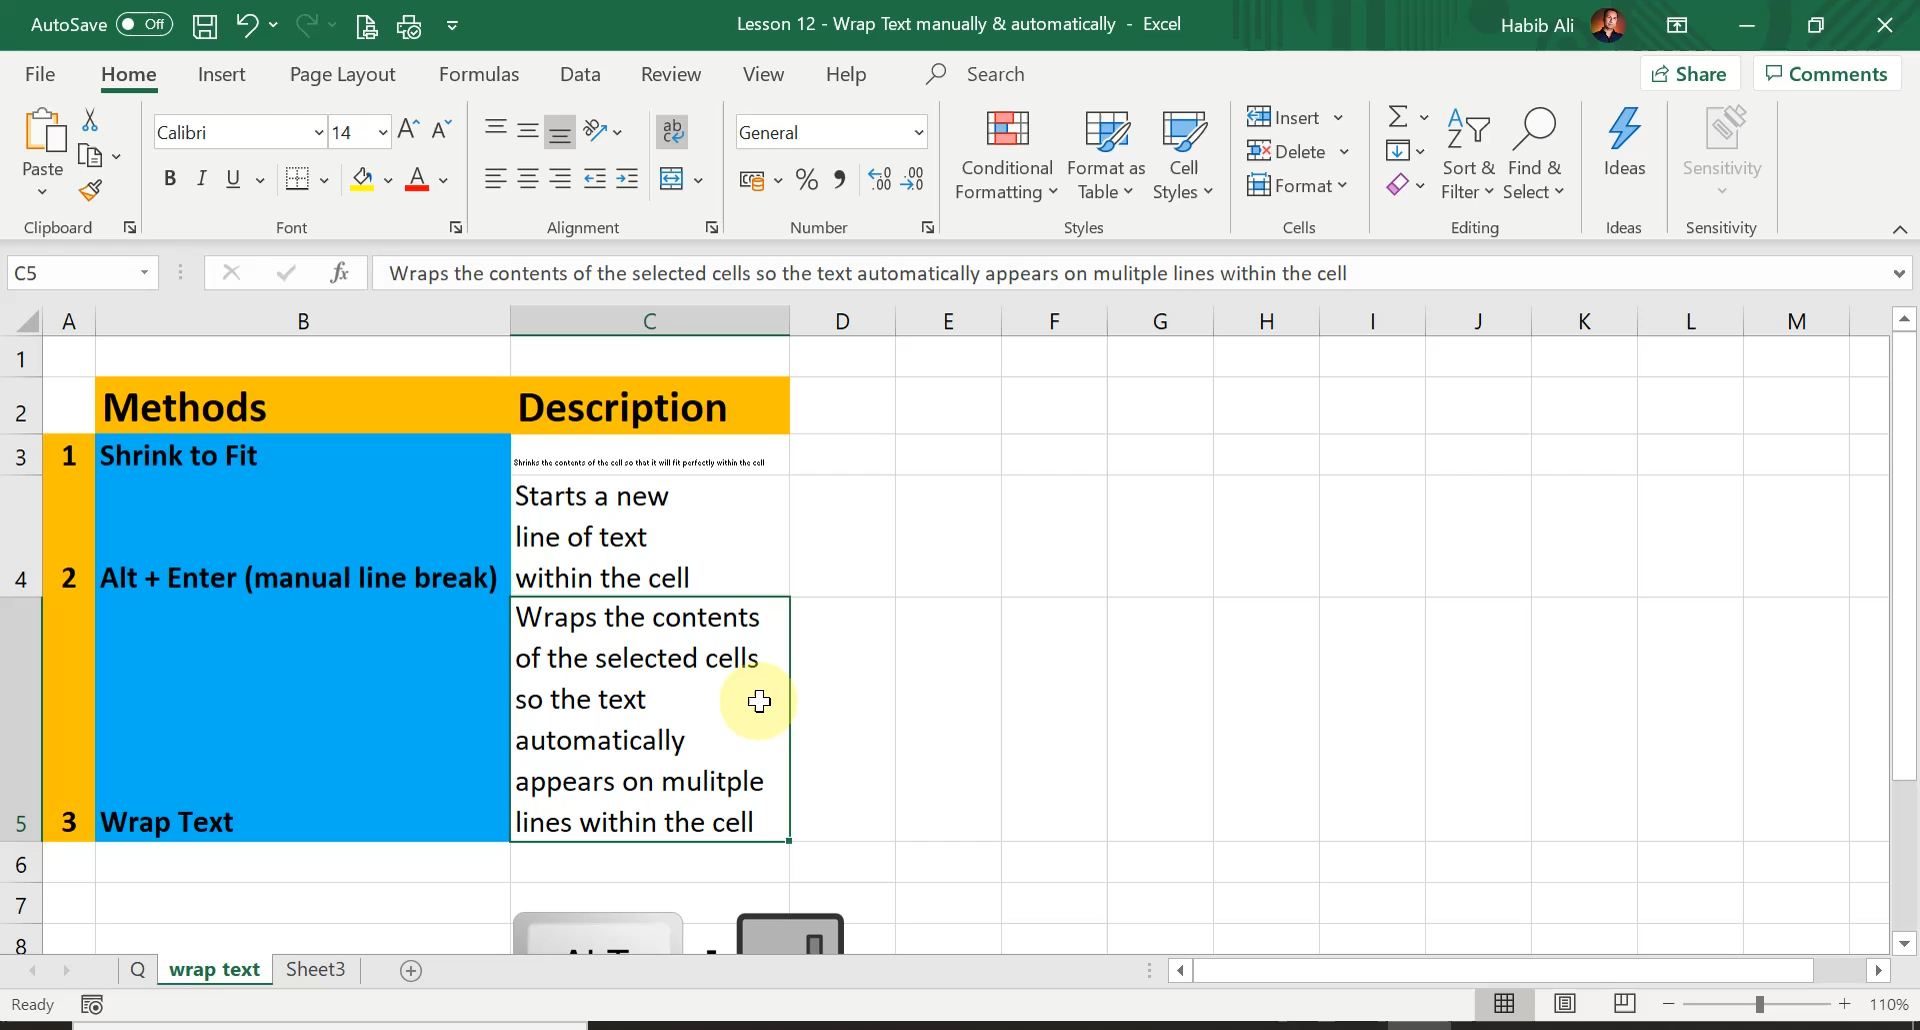 AutoSave Off
Lesson 12 - Wrap Text manually & automatically - Excel
Habib Ali
File Home Insert Page Layout Formulas Data Review View Help Search
Share Comments
Paste
Clipboard
Calibri 14
B I U
Font
Alignment
General
Number
Conditional
Formatting
Format as
Table
Cell
Styles
Styles
Insert
Delete
Format
Cells
Sort &
Filter
Find &
Select
Editing
Ideas
Ideas
Sensitivity
Sensitivity
C5
fx
Wraps the contents of the selected cells so the text automatically appears on mulitple lines within the cell
A B C D E F G H I J K L M
1
2 Methods Description
3 1 Shrink to Fit Shrinks the contents of the cell so that it will fit perfectly within the cell
Starts a new
line of text
4 2 Alt + Enter (manual line break) within the cell
Wraps the contents
of the selected cells
so the text
automatically
appears on mulitple
5 3 Wrap Text lines within the cell
6
7
8
Q wrap text Sheet3
Ready
110%